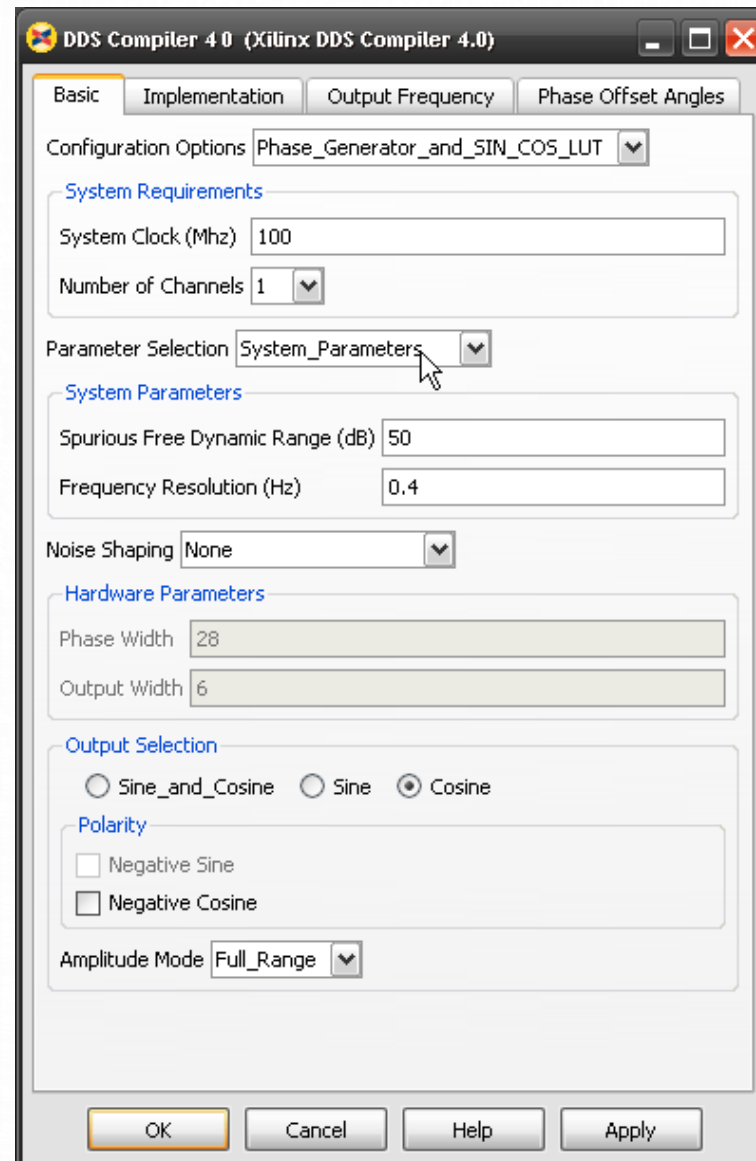 DDS Compiler 4 0 (Xilinx DDS Compiler 4.0)
Basic Implementation Output Frequency Phase Offset Angles
Configuration Options Phase_Generator_and_SIN_COS_LUT
System Requirements
System Clock (Mhz) 100
Number of Channels 1
Parameter Selection System_Parameters
System Parameters
Spurious Free Dynamic Range (dB) 50
Frequency Resolution (Hz) 0.4
Noise Shaping None
Hardware Parameters
Phase Width 28
Output Width 6
Output Selection
Sine_and_Cosine Sine Cosine
Polarity
Negative Sine
Negative Cosine
Amplitude Mode Full_Range
OK Cancel Help Apply